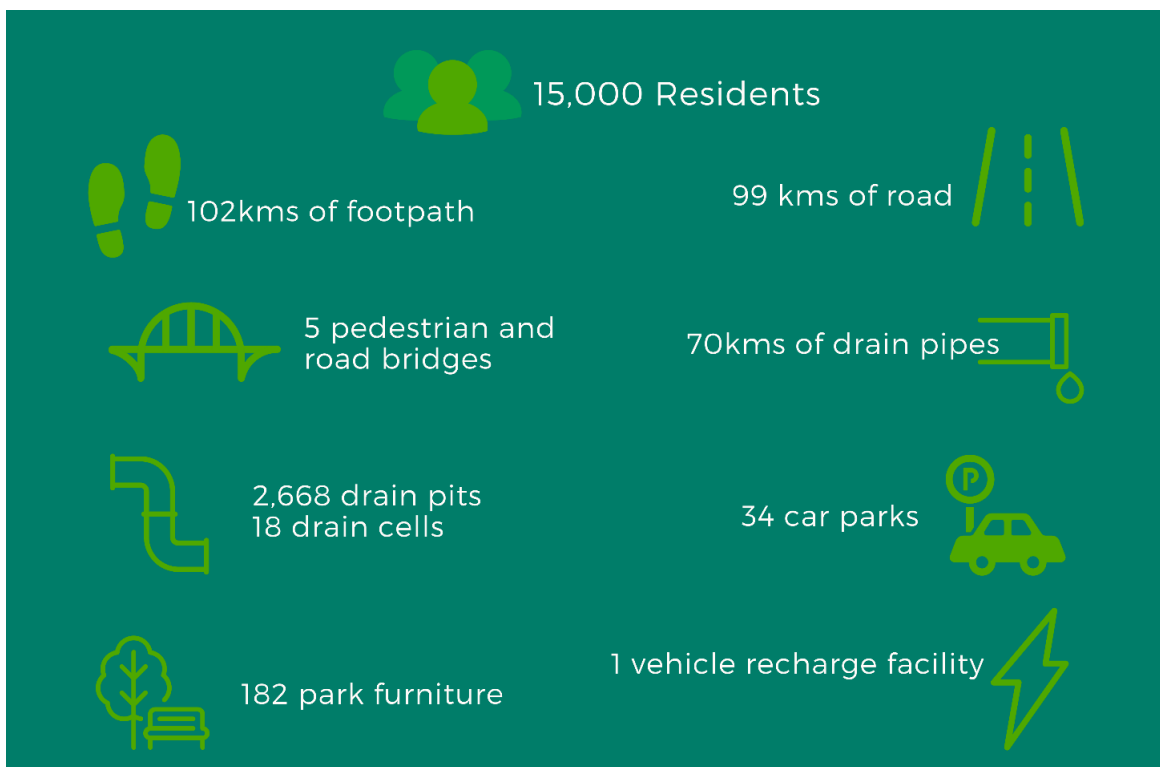 15,000 Residents
102kms of footpath
99 kms of road
5 pedestrian and
road bridges
70kms of drain pipes
2,668 drain pits
18 drain cells
P
34 car parks
182 park furniture
1 vehicle recharge facility